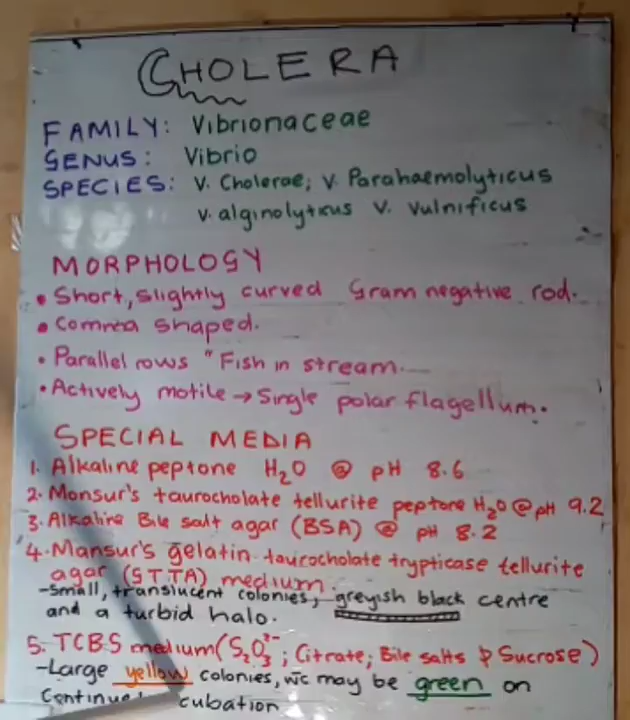 CHOLERA
FAMILY: Vibrionaceae
GENUS: Vibrio
SPECIES: V. Cholerae; V. Parahaemolyticus
V. alginolyticus V. Vulnificus
MORPHOLOGY
• Short, slightly curved Gram negative rod.
• Comma shaped.
• Parallel rows "Fish in stream.
• Actively motile → Single polar flagellum.
SPECIAL MEDIA
1. Alkaline peptone H₂O @ pH 8.6
2. Monsur's taurocholate tellurite peptone H₂O @ pH 9.2
3. Alkaline Bile salt agar (BSA) @ pH 8.2
4. Mansur's gelatin taurocholate trypticase tellurite
agar (GTTA) medium
-Small, translucent colonies, greyish black centre
and a turbid halo.
5. TCBS medium (S₂O₃²⁻; Citrate; Bile salts & Sucrose)
-Large yellow colonies, wc may be green on
cubation